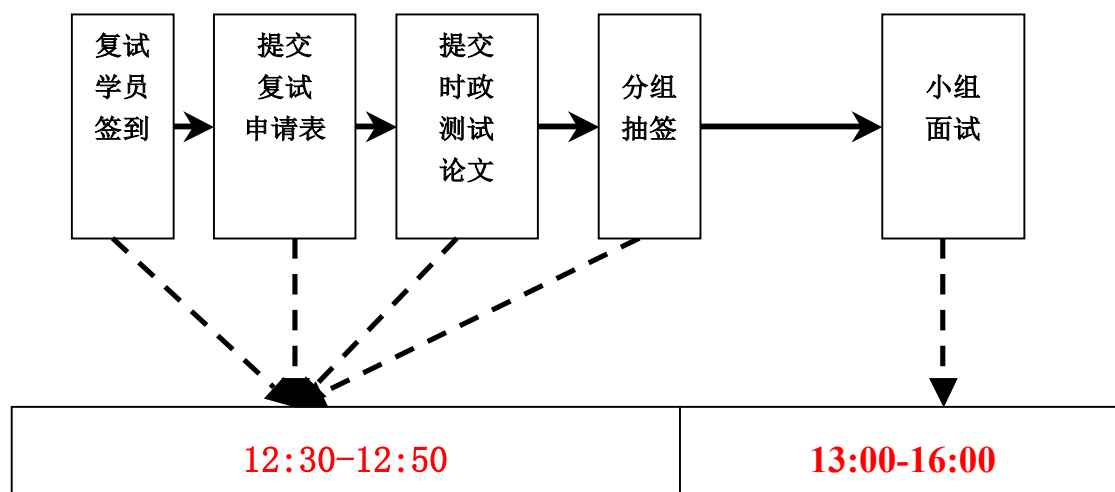 复试
学员
签到
提交
复试
申请表
提交
时政
测试
论文
分组
抽签
小组
面试
12:30-12:50
13:00-16:00